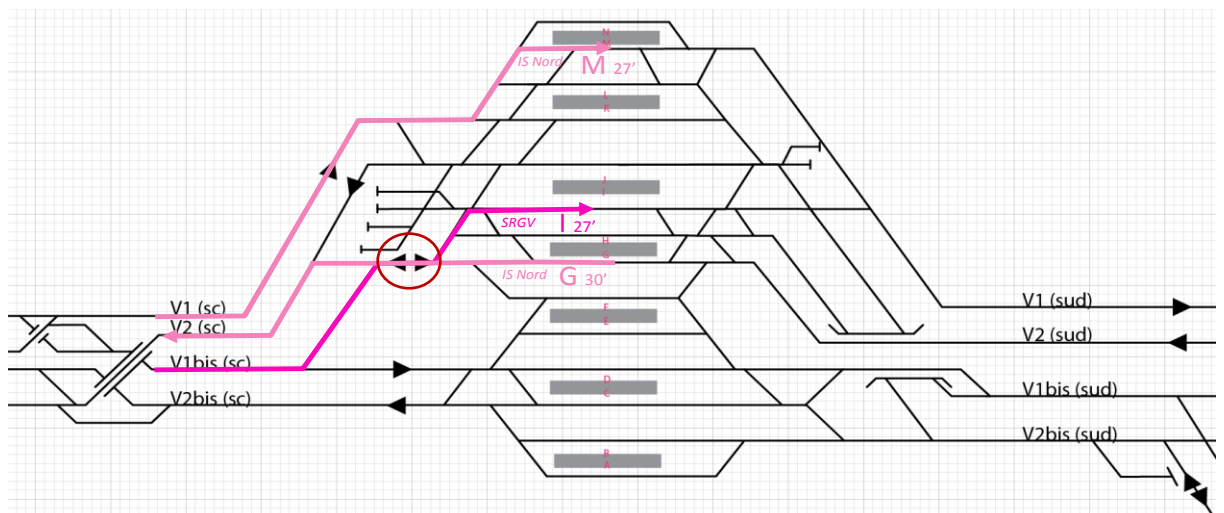 N
M
IS Nord M 27'
L
K
J
I
SRGV I 27'
H
G
IS Nord G 30'
V1 (sc)
V1 (sud)
V2 (sc)
F
E
V2 (sud)
V1bis (sc)
D
C
V1bis (sud)
V2bis (sc)
V2bis (sud)
B
A